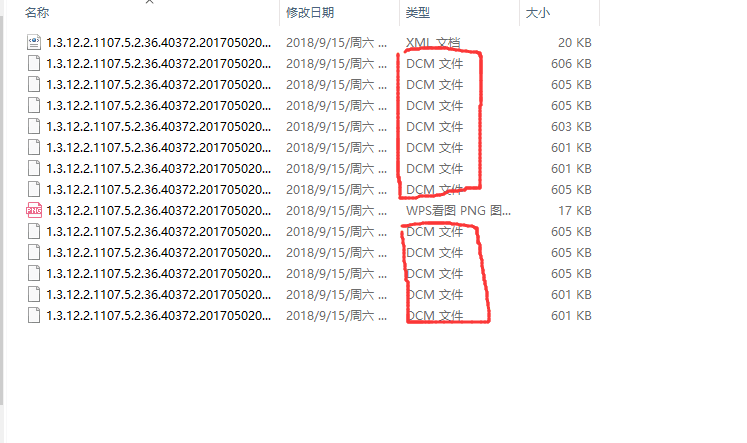 名称 修改日期 类型 大小
1.3.12.2.1107.5.2.36.40372.201705020... 2018/9/15/周六 ... XML 文档 20 KB
1.3.12.2.1107.5.2.36.40372.201705020... 2018/9/15/周六 ... DCM 文件 606 KB
1.3.12.2.1107.5.2.36.40372.201705020... 2018/9/15/周六 ... DCM 文件 605 KB
1.3.12.2.1107.5.2.36.40372.201705020... 2018/9/15/周六 ... DCM 文件 605 KB
1.3.12.2.1107.5.2.36.40372.201705020... 2018/9/15/周六 ... DCM 文件 603 KB
1.3.12.2.1107.5.2.36.40372.201705020... 2018/9/15/周六 ... DCM 文件 601 KB
1.3.12.2.1107.5.2.36.40372.201705020... 2018/9/15/周六 ... DCM 文件 601 KB
1.3.12.2.1107.5.2.36.40372.201705020... 2018/9/15/周六 ... DCM 文件 605 KB
PNG 1.3.12.2.1107.5.2.36.40372.201705020... 2018/9/15/周六 ... WPS看图 PNG 图... 17 KB
1.3.12.2.1107.5.2.36.40372.201705020... 2018/9/15/周六 ... DCM 文件 605 KB
1.3.12.2.1107.5.2.36.40372.201705020... 2018/9/15/周六 ... DCM 文件 605 KB
1.3.12.2.1107.5.2.36.40372.201705020... 2018/9/15/周六 ... DCM 文件 605 KB
1.3.12.2.1107.5.2.36.40372.201705020... 2018/9/15/周六 ... DCM 文件 601 KB
1.3.12.2.1107.5.2.36.40372.201705020... 2018/9/15/周六 ... DCM 文件 601 KB